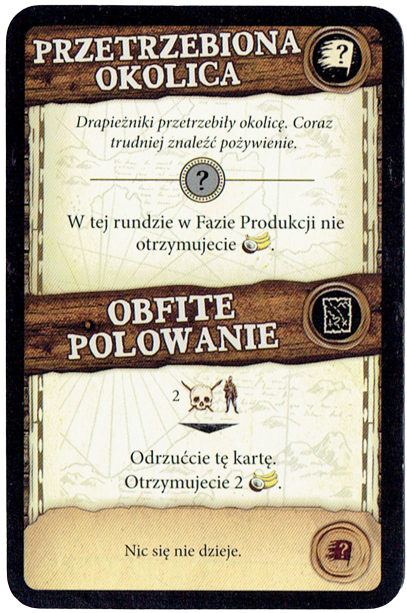 PRZETRZEBIONA
OKOLICA
?
Drapieżniki przetrzebiły okolicę. Coraz
trudniej znaleźć pożywienie.
?
W tej rundzie w Fazie Produkcji nie
otrzymujecie .
OBFITE
POLOWANIE
2
Odrzućcie tę kartę.
Otrzymujecie 2 .
Nic się nie dzieje.
?